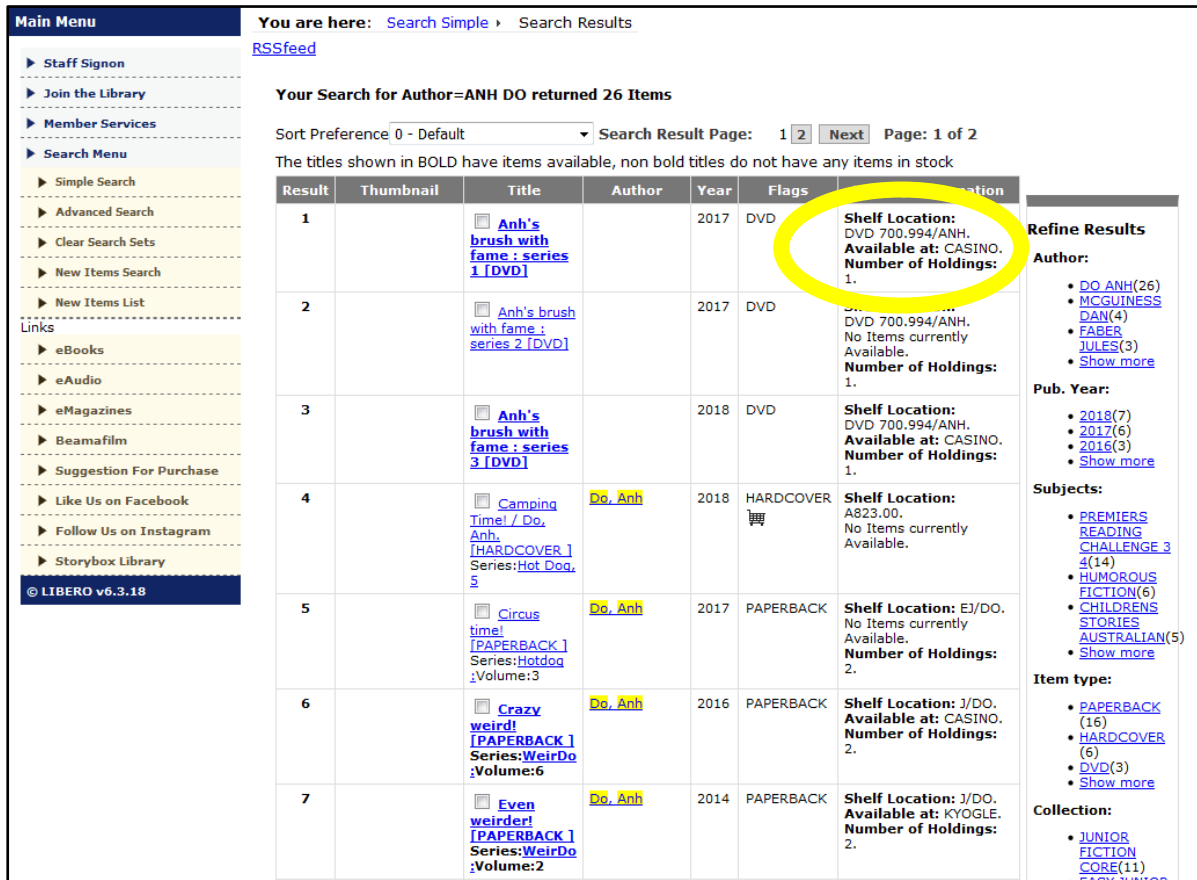 Main Menu
Staff Signon
Join the Library
Member Services
Search Menu
Simple Search
Advanced Search
Clear Search Sets
New Items Search
New Items List
Links
eBooks
eAudio
eMagazines
Beamafilm
Suggestion For Purchase
Like Us on Facebook
Follow Us on Instagram
Storybox Library
© LIBERO v6.3.18
You are here: Search Simple Search Results
RSSfeed
Your Search for Author=ANH DO returned 26 Items
Sort Preference 0 - Default Search Result Page: 1 2 Next Page: 1 of 2
The titles shown in BOLD have items available, non bold titles do not have any items in stock
Result Thumbnail Title Author Year Flags
1
Anh's
brush with
fame : series
1 [DVD]
2017
DVD
Shelf Location:
DVD 700.994/ANH.
Available at: CASINO.
Number of Holdings:
1.
2
Anh's brush
with fame :
series 2 [DVD]
2017
DVD
DVD 700.994/ANH.
No Items currently
Available.
Number of Holdings:
1.
3
Anh's
brush with
fame : series
3 [DVD]
2018
DVD
Shelf Location:
DVD 700.994/ANH.
Available at: CASINO.
Number of Holdings:
1.
4
Camping
Time! / Do,
Anh.
[HARDCOVER ]
Series:Hot Dog,
5
Do, Anh
2018
HARDCOVER
Shelf Location:
A823.00.
No Items currently
Available.
5
Circus
time!
[PAPERBACK ]
Series:Hotdog
:Volume:3
Do, Anh
2017
PAPERBACK
Shelf Location: EJ/DO.
No Items currently
Available.
Number of Holdings:
2.
6
Crazy
weird!
[PAPERBACK ]
Series:WeirDo
:Volume:6
Do, Anh
2016
PAPERBACK
Shelf Location: J/DO.
Available at: CASINO.
Number of Holdings:
2.
7
Even
weirder!
[PAPERBACK ]
Series:WeirDo
:Volume:2
Do, Anh
2014
PAPERBACK
Shelf Location: J/DO.
Available at: KYOGLE.
Number of Holdings:
2.
Refine Results
Author:
DO ANH(26)
MCGUINESS
DAN(4)
FABER
JULES(3)
Show more
Pub. Year:
2018(7)
2017(6)
2016(3)
Show more
Subjects:
PREMIERS
READING
CHALLENGE 3
4(14)
HUMOROUS
FICTION(6)
CHILDRENS
STORIES
AUSTRALIAN(5)
Show more
Item type:
PAPERBACK
(16)
HARDCOVER
(6)
DVD(3)
Show more
Collection:
JUNIOR
FICTION
CORE(11)